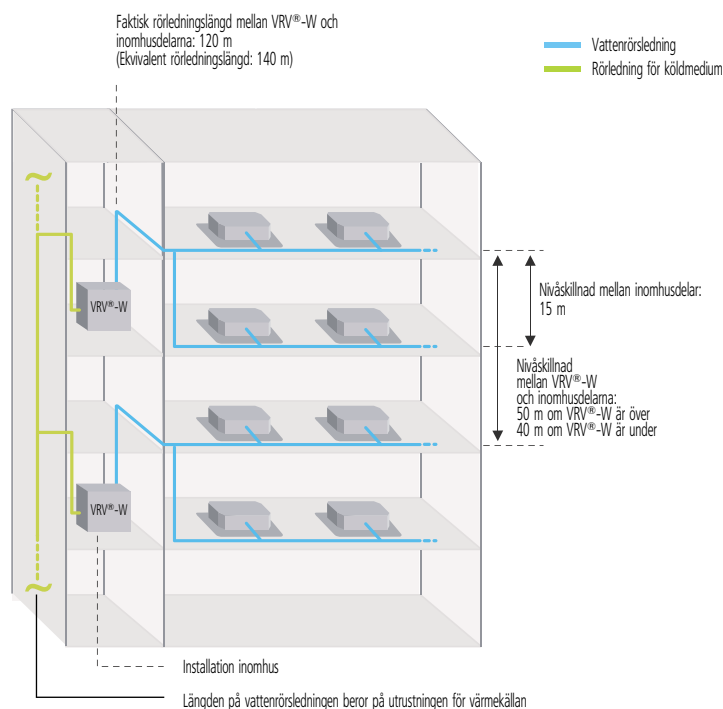 Faktisk rörledningslängd mellan VRV®-W och
inomhusdelarna: 120 m
(Ekvivalent rörledningslängd: 140 m)
Vattenrörsledning
Rörledning för köldmedium
VRV®-W
Nivåskillnad mellan inomhusdelar:
15 m
Nivåskillnad
mellan VRV®-W
och inomhusdelarna:
50 m om VRV®-W är över
40 m om VRV®-W är under
VRV®-W
Installation inomhus
Längden på vattenrörsledningen beror på utrustningen för värmekällan